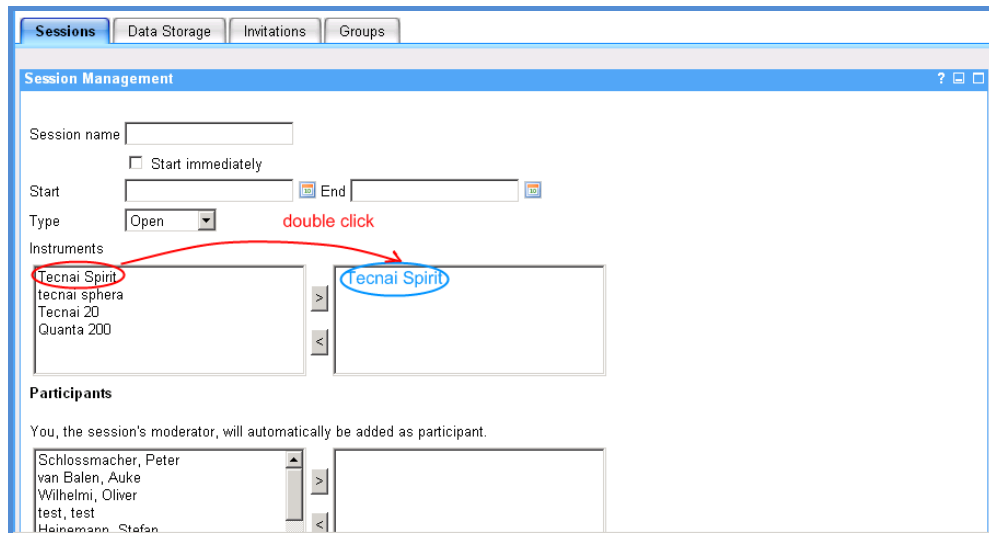 Sessions Data Storage Invitations Groups
Session Management ?
Session name
Start immediately
Start End
Type Open double click
Instruments
Tecnai Spirit Tecnai Spirit
tecnai sphera
Tecnai 20 >
Quanta 200
<
Participants
You, the session's moderator, will automatically be added as participant.
Schlossmacher, Peter
van Balen, Auke >
Wilhelmi, Oliver
test, test
Heinemann, Stefan <